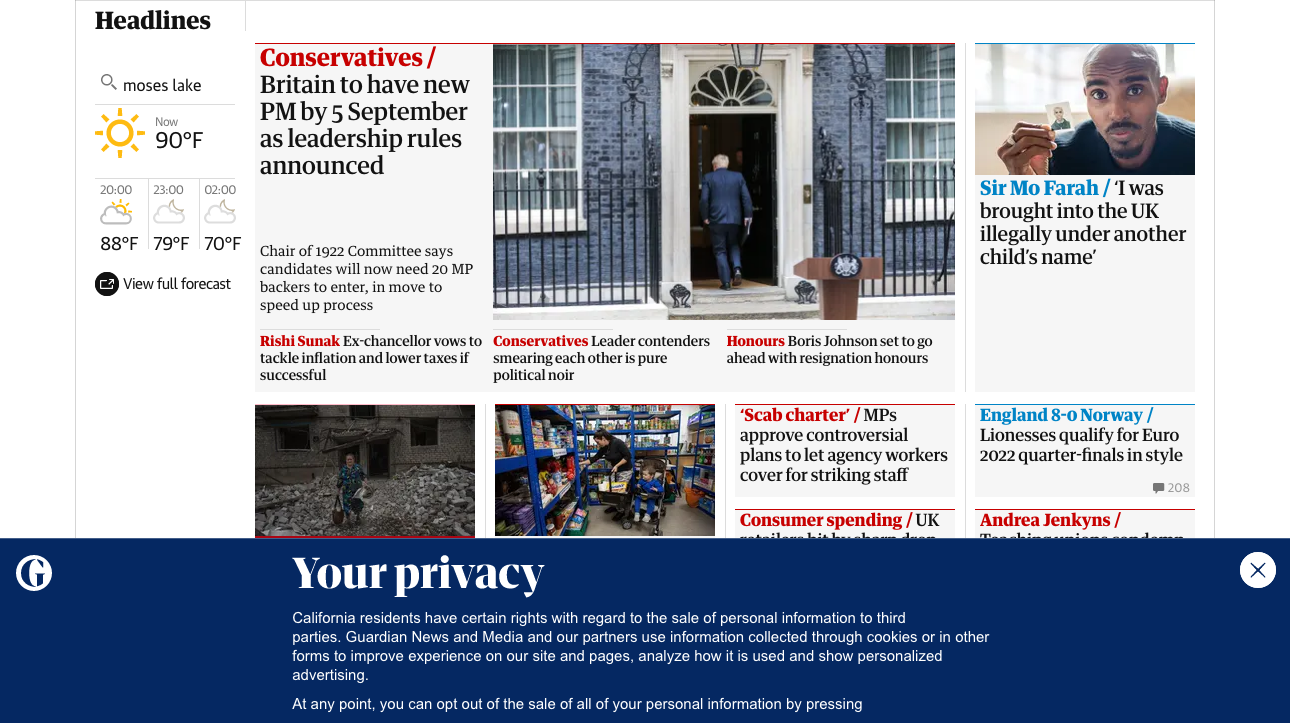 Headlines
moses lake
Now
90°F
20:00
23:00
02:00
88°F
79°F
70°F
View full forecast
Conservatives /
Britain to have new
PM by 5 September
as leadership rules
announced
Chair of 1922 Committee says
candidates will now need 20 MP
backers to enter, in move to
speed up process
Rishi Sunak Ex-chancellor vows to
tackle inflation and lower taxes if
successful
Conservatives Leader contenders
smearing each other is pure
political noir
Honours Boris Johnson set to go
ahead with resignation honours
Sir Mo Farah / ‘I was
brought into the UK
illegally under another
child’s name’
‘Scab charter’ / MPs
approve controversial
plans to let agency workers
cover for striking staff
England 8-0 Norway /
Lionesses qualify for Euro
2022 quarter-finals in style
208
Consumer spending / UK
retailers hit by sharp drop
Andrea Jenkyns /
Teaching unions condemn
G
Your privacy
California residents have certain rights with regard to the sale of personal information to third
parties. Guardian News and Media and our partners use information collected through cookies or in other
forms to improve experience on our site and pages, analyze how it is used and show personalized
advertising.
At any point, you can opt out of the sale of all of your personal information by pressing